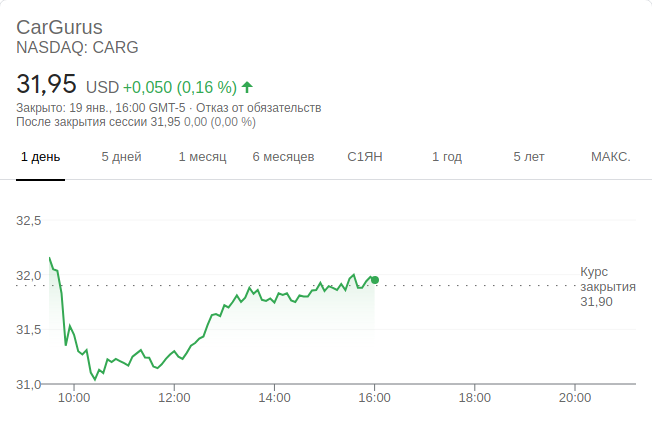 CarGurus
NASDAQ: CARG
31,95 USD +0,050 (0,16 %)
Закрыто: 19 янв., 16:00 GMT-5 · Отказ от обязательств
После закрытия сессии 31,95 0,00 (0,00 %)
1 день 5 дней 1 месяц 6 месяцев С1ЯН 1 год 5 лет МАКС.
32,5
32,0
31,5
31,0
Курс
закрытия
31,90
10:00 12:00 14:00 16:00 18:00 20:00